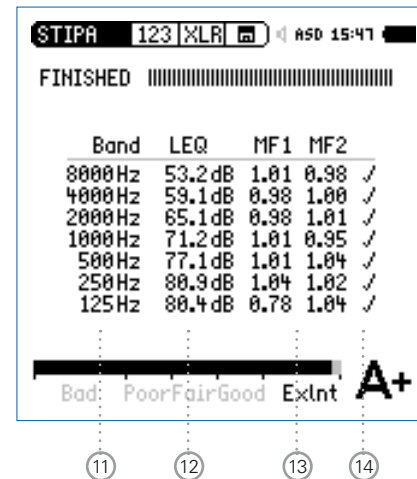 STIPA 123 XLR ASD 15:47
FINISHED
Band LEQ MF1 MF2
8000Hz 53.2dB 1.01 0.98 ✓
4000Hz 59.1dB 0.98 1.00 ✓
2000Hz 65.1dB 0.98 1.01 ✓
1000Hz 71.2dB 1.01 0.95 ✓
500Hz 77.1dB 1.01 1.04 ✓
250Hz 80.9dB 1.04 1.02 ✓
125Hz 80.4dB 0.78 1.04 ✓
Bad PoorFairGood Exlnt A+
11 12 13 14